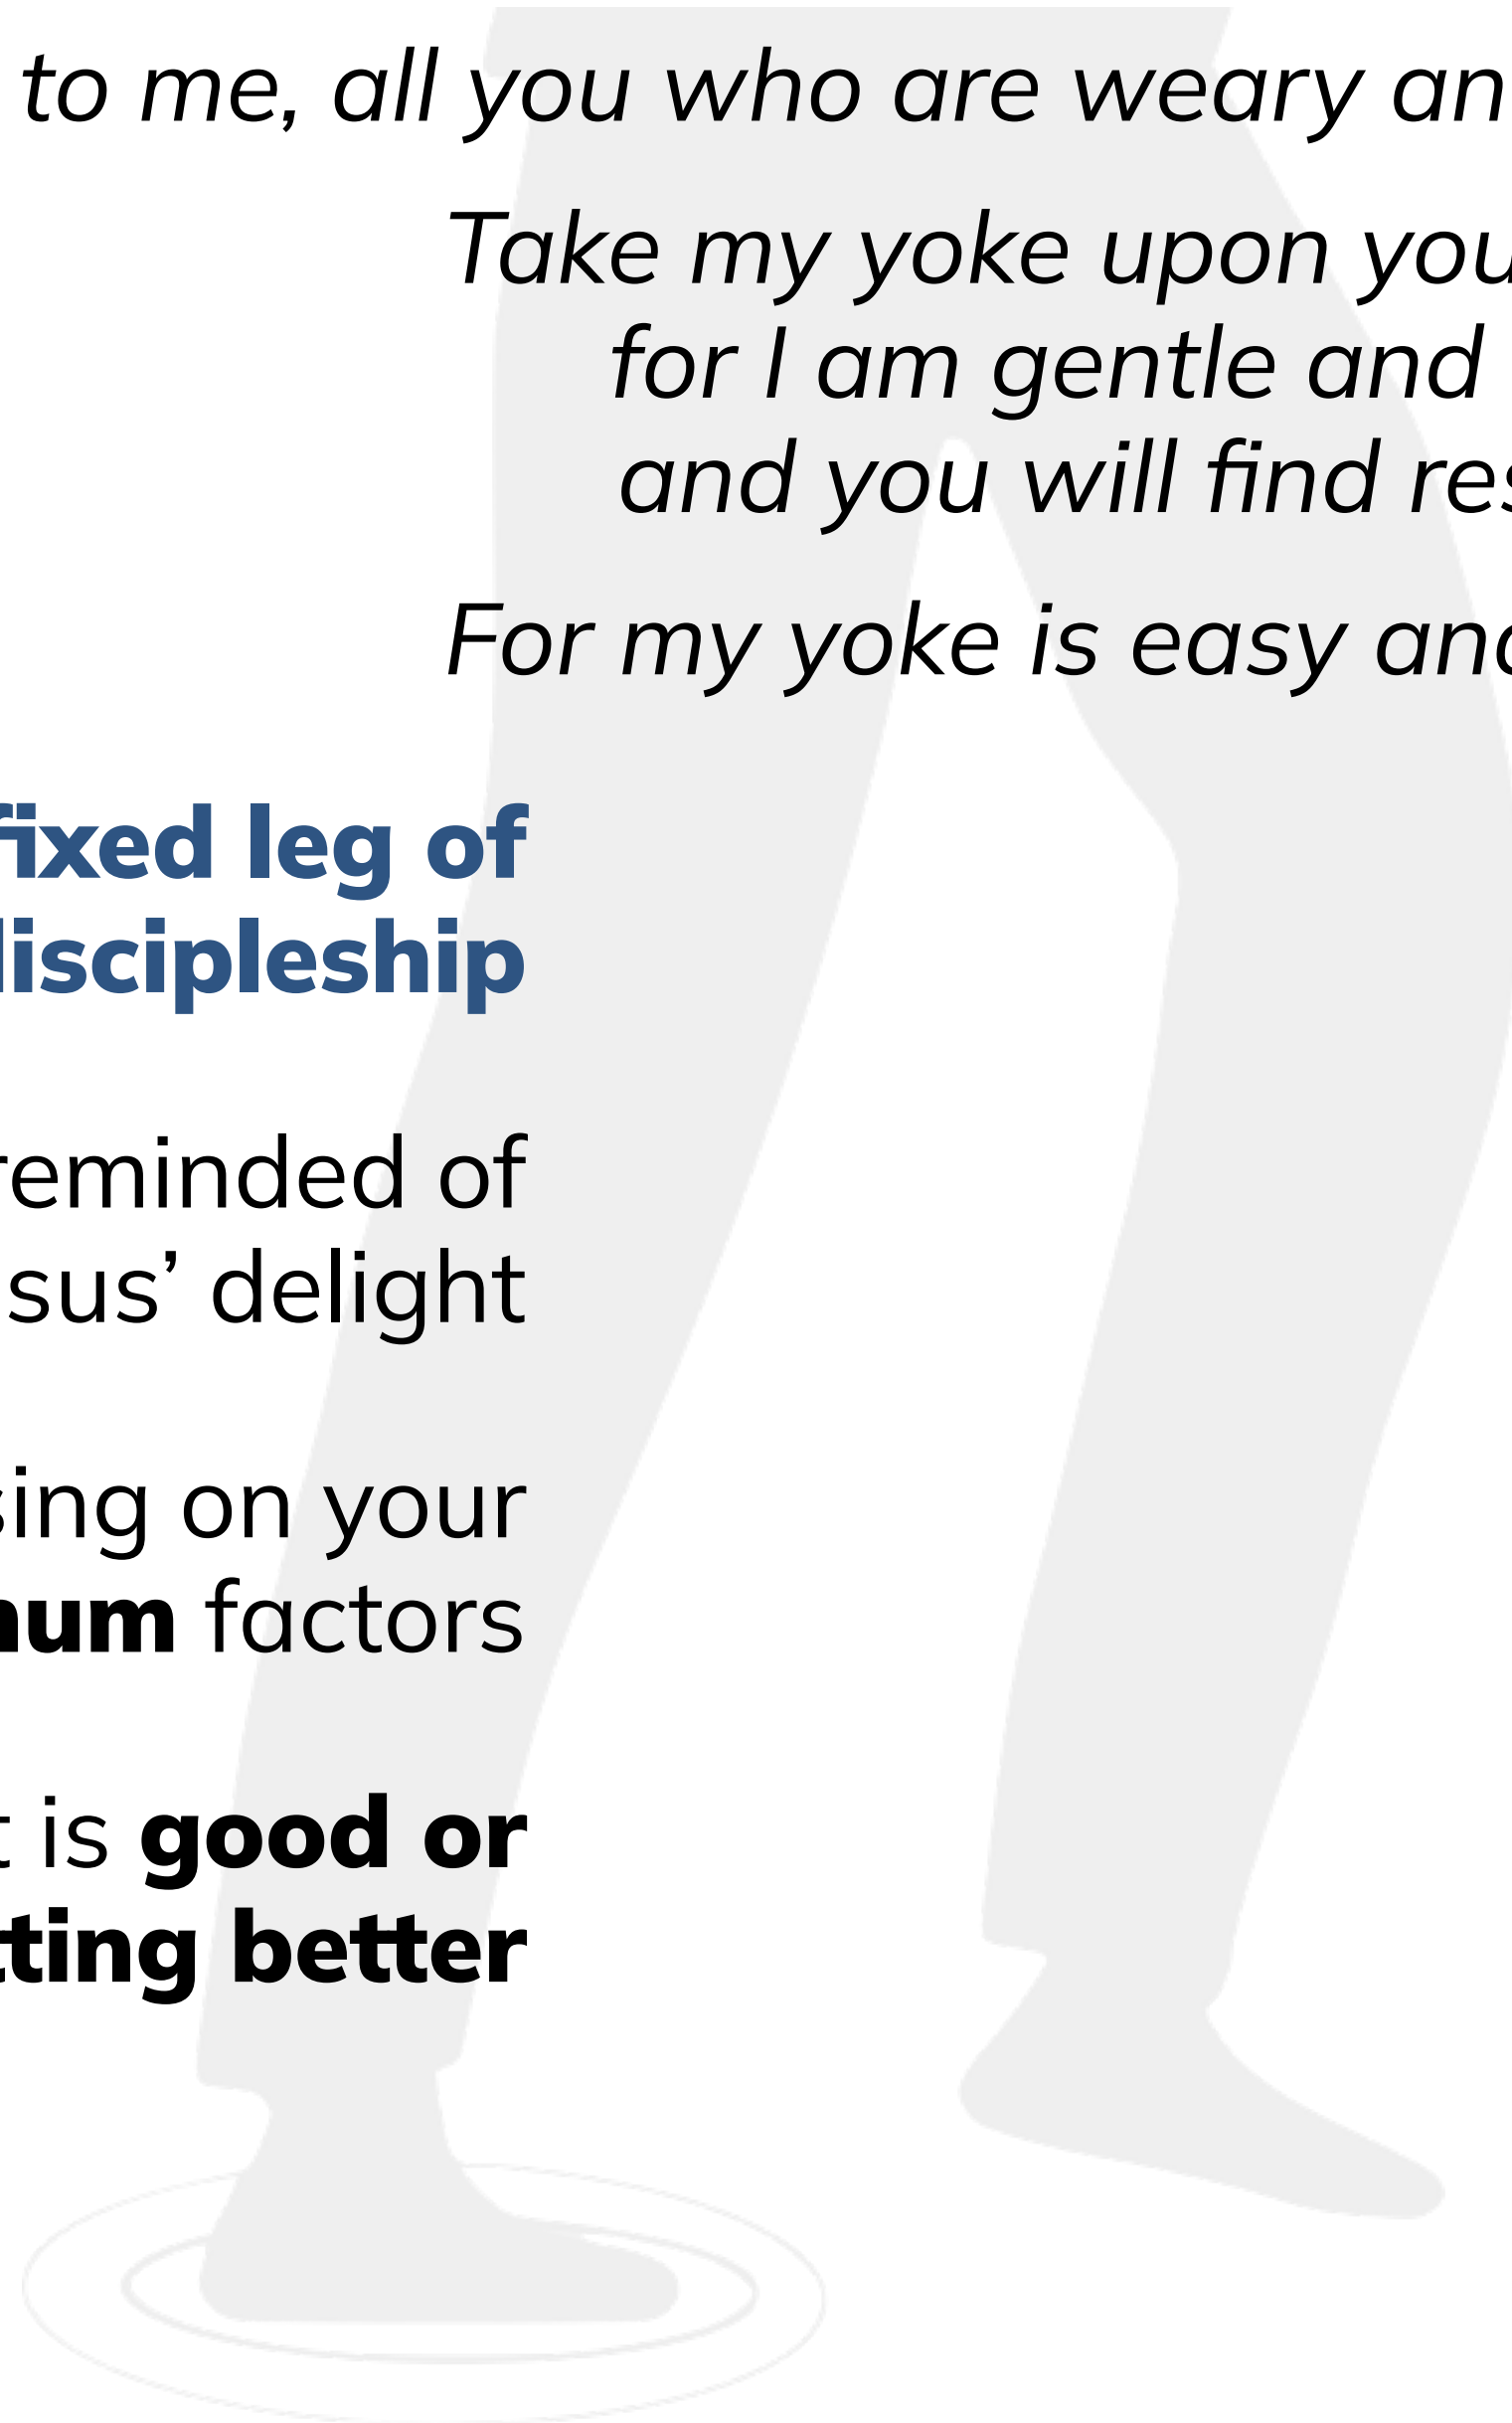 to me, all you who are weary an
Take my yoke upon you
for I am gentle and
and you will find res
For my yoke is easy and
fixed leg of
discipleship
reminded of
sus’ delight
sing on your
num factors
t is good or
tting better